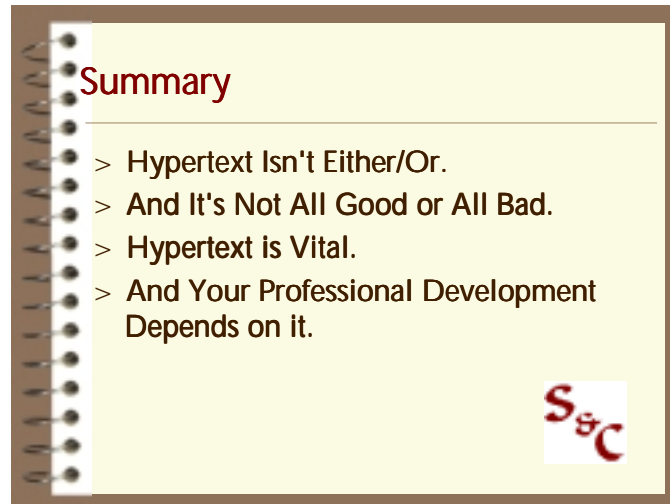 Summary
> Hypertext Isn't Either/Or.
> And It's Not All Good or All Bad.
> Hypertext is Vital.
> And Your Professional Development
Depends on it.
S&C